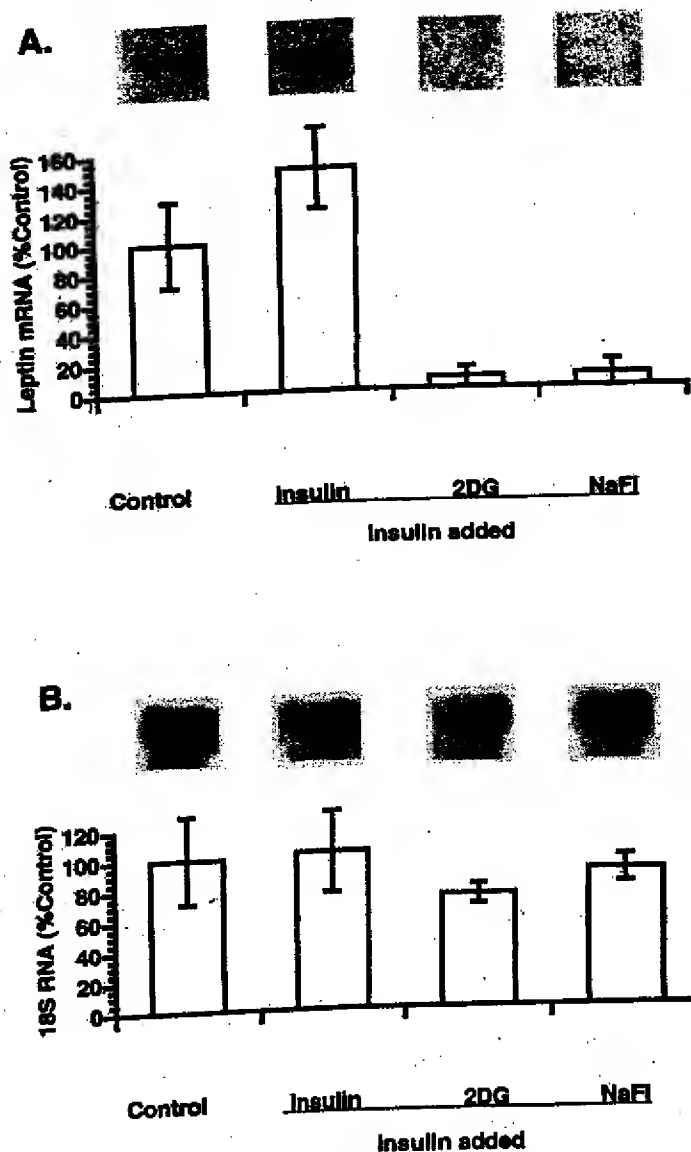 A.
Leptin mRNA (%Control)
160
140
120
100
80
60
40
20
0
Control Insulin 2DG NaFl
Insulin added
B.
18S RNA (%Control)
120
100
80
60
40
20
0
Control Insulin 2DG NaFl
Insulin added